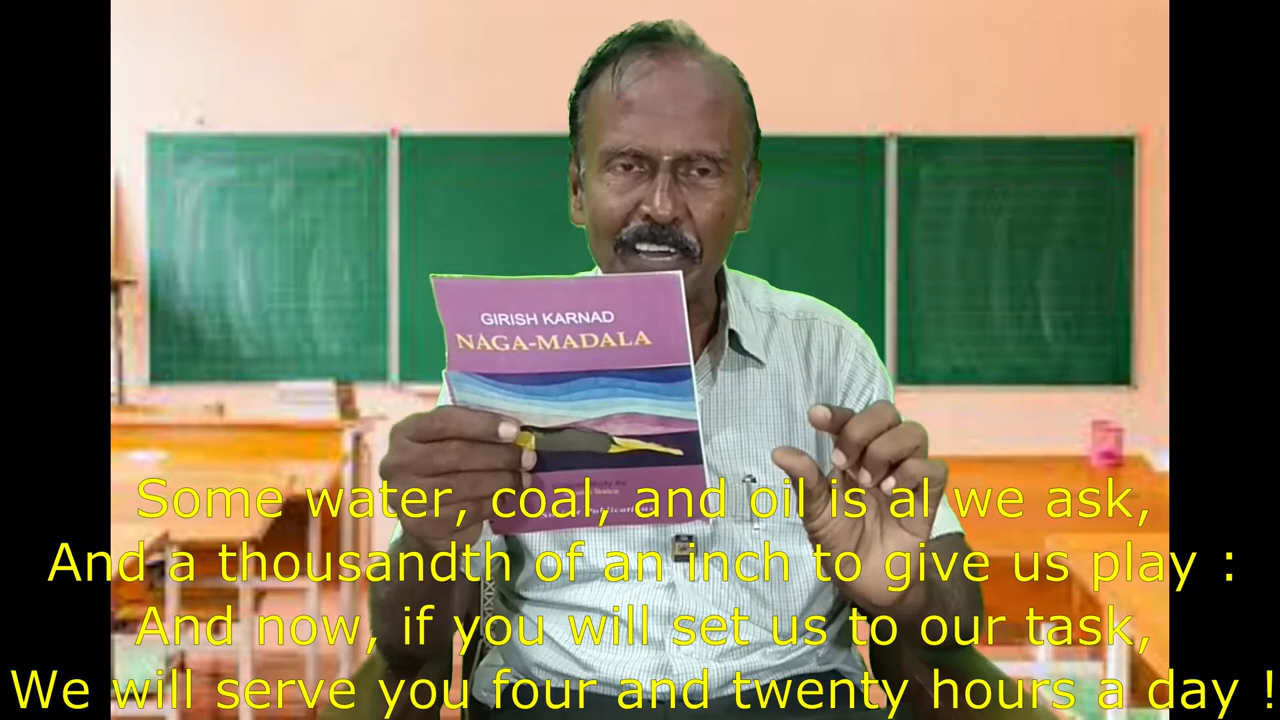 GIRISH KARNAD
NĀGA-MADALA
Some water, coal, and oil is al we ask,
And a thousandth of an inch to give us play :
And now, if you will set us to our task,
We will serve you four and twenty hours a day !